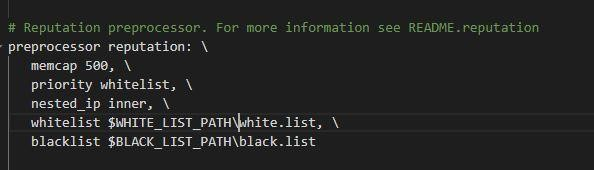 # Reputation preprocessor. For more information see README.reputation
preprocessor reputation: \
memcap 500, \
priority whitelist, \
nested_ip inner, \
whitelist $WHITE_LIST_PATH\white.list, \
blacklist $BLACK_LIST_PATH\black.list